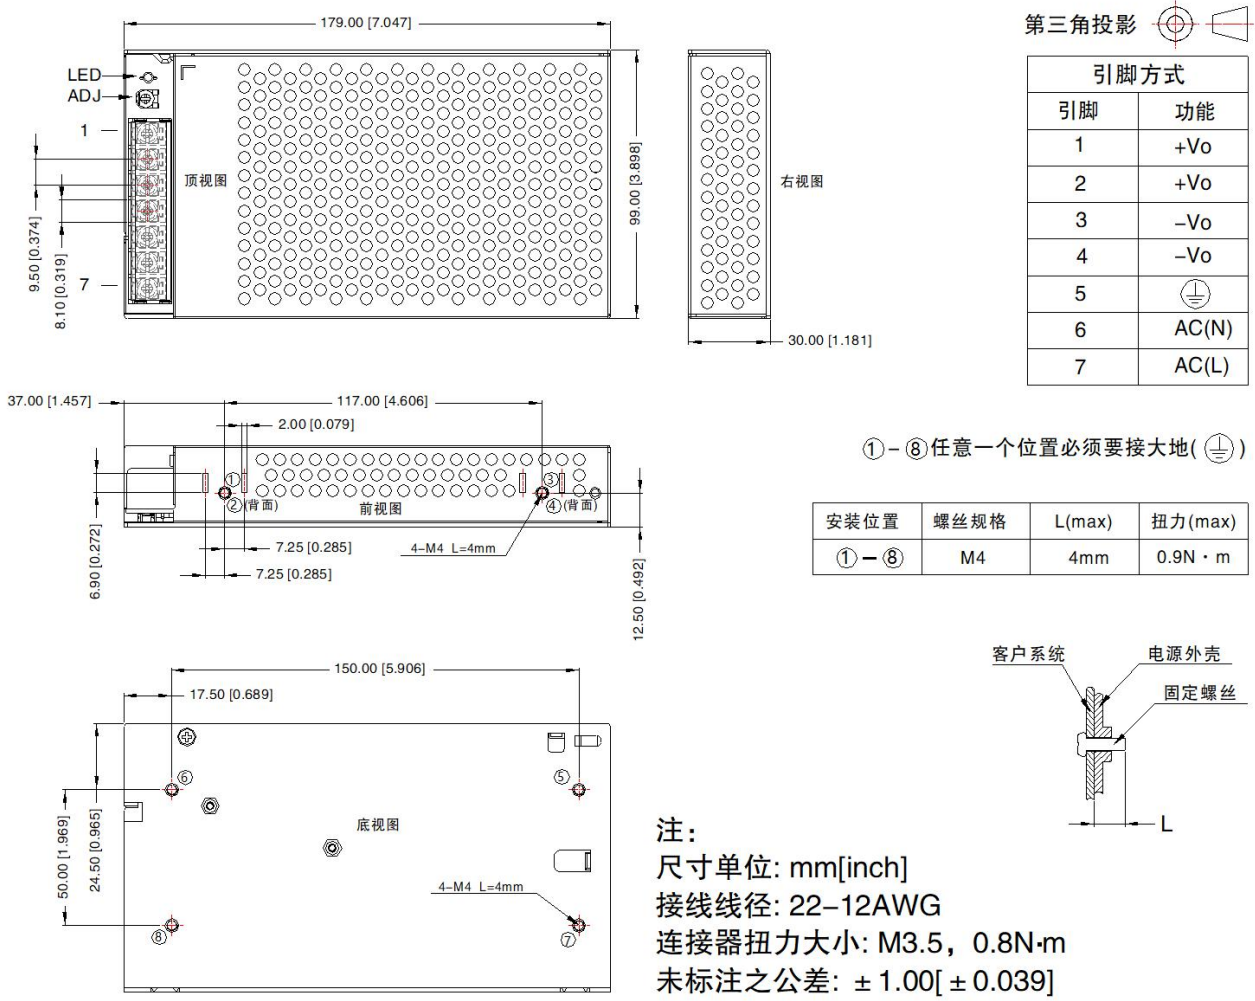 179.00 [7.047]
第三角投影
LED
ADJ
1
7
9.50 [0.374]
8.10 [0.319]
顶视图
99.00 [3.898]
右视图
30.00 [1.181]
引脚方式
引脚 功能
1 +Vo
2 +Vo
3 −Vo
4 −Vo
5
6 AC(N)
7 AC(L)
37.00 [1.457]
117.00 [4.606]
2.00 [0.079]
①
②(背面)
前视图
③
④(背面)
7.25 [0.285]
7.25 [0.285]
4−M4 L=4mm
6.90 [0.272]
12.50 [0.492]
①−⑧任意一个位置必须要接大地( )
安装位置 螺丝规格 L(max) 扭力(max)
①−⑧ M4 4mm 0.9N·m
150.00 [5.906]
17.50 [0.689]
⑥
⑤
底视图
50.00 [1.969]
24.50 [0.965]
4−M4 L=4mm
⑧
⑦
客户系统
电源外壳
固定螺丝
L
注:
尺寸单位: mm[inch]
接线线径: 22−12AWG
连接器扭力大小: M3.5，0.8N·m
未标注之公差: ±1.00[±0.039]